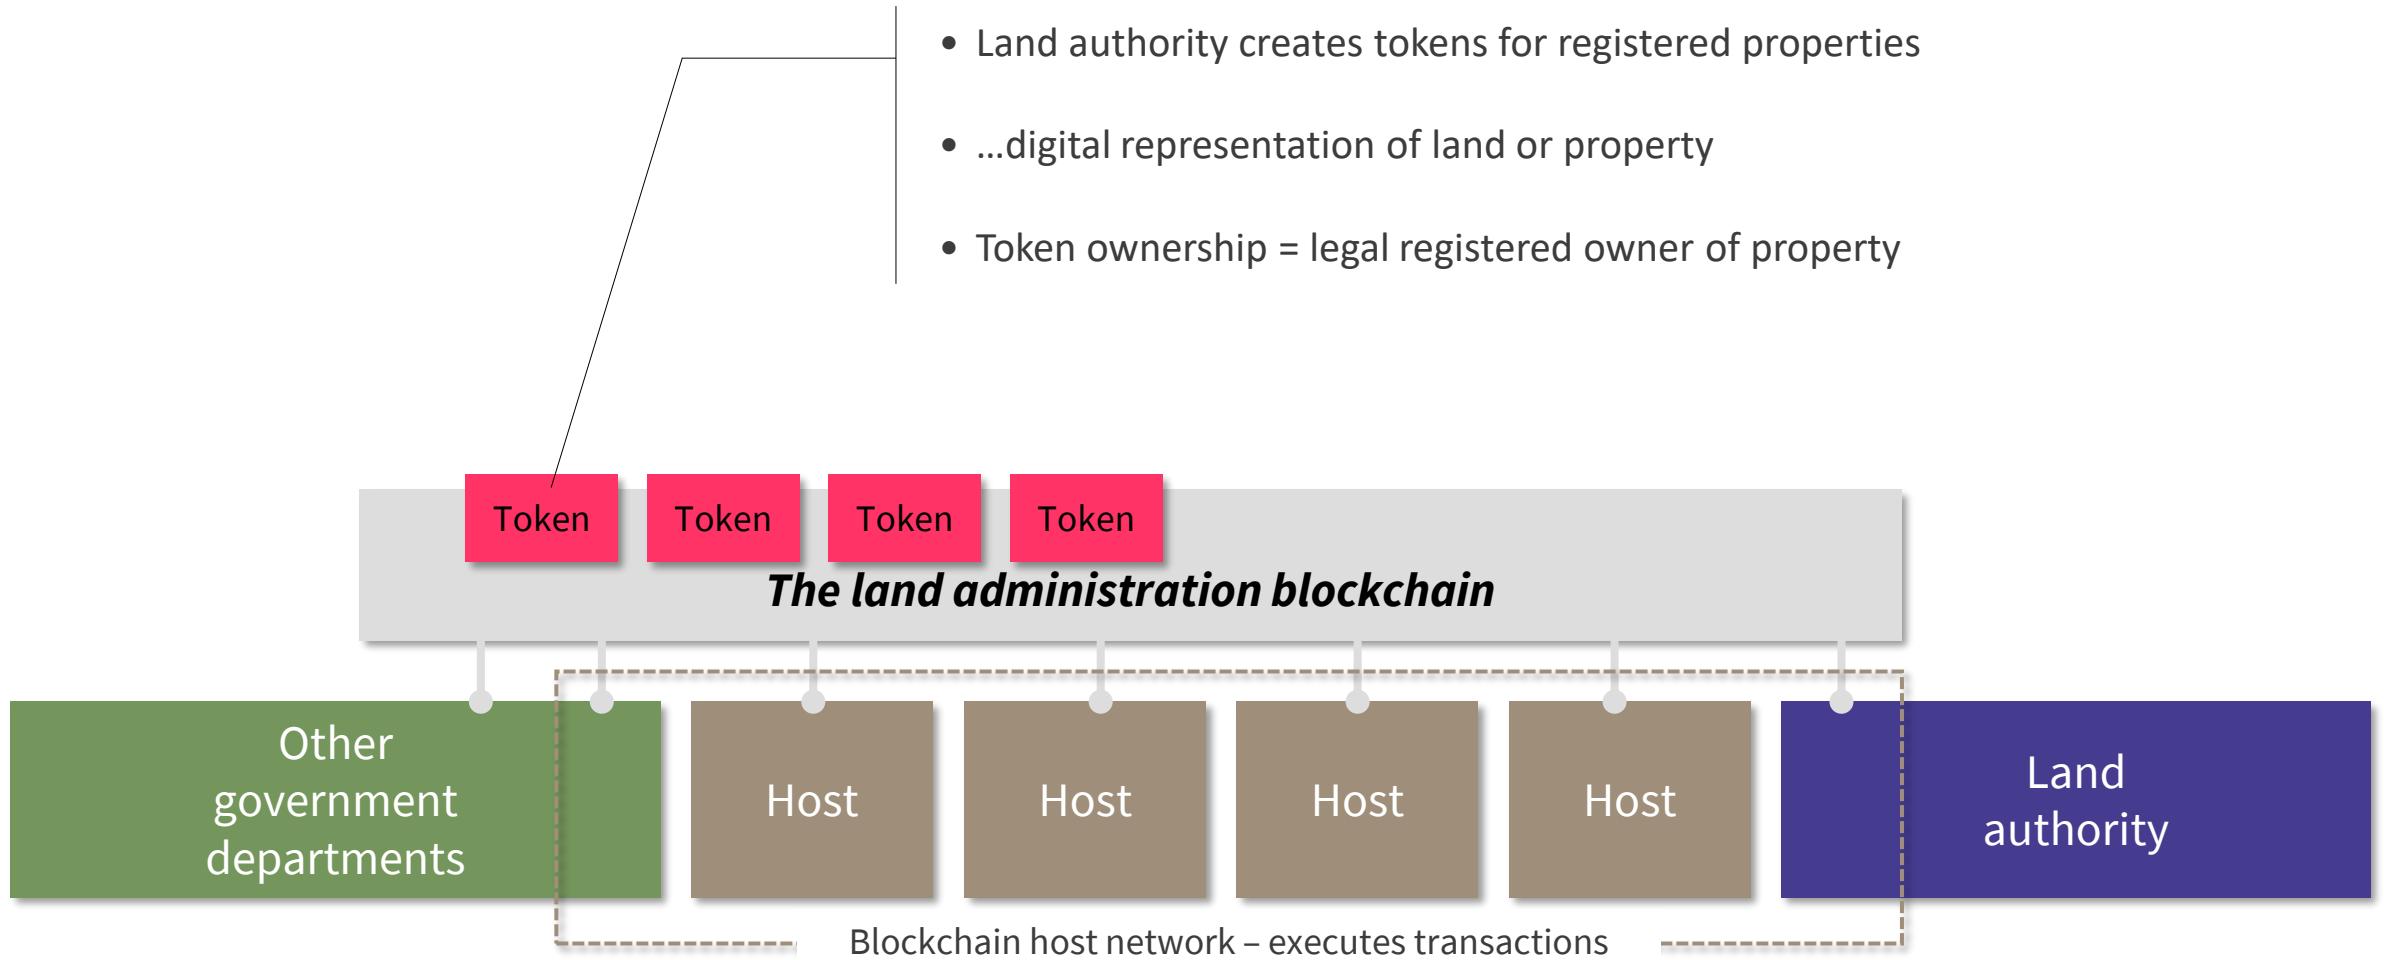 • Land authority creates tokens for registered properties
• …digital representation of land or property
• Token ownership = legal registered owner of property
Token Token Token Token
The land administration blockchain
Other
government
departments
Host Host Host Host
Land
authority
Blockchain host network – executes transactions